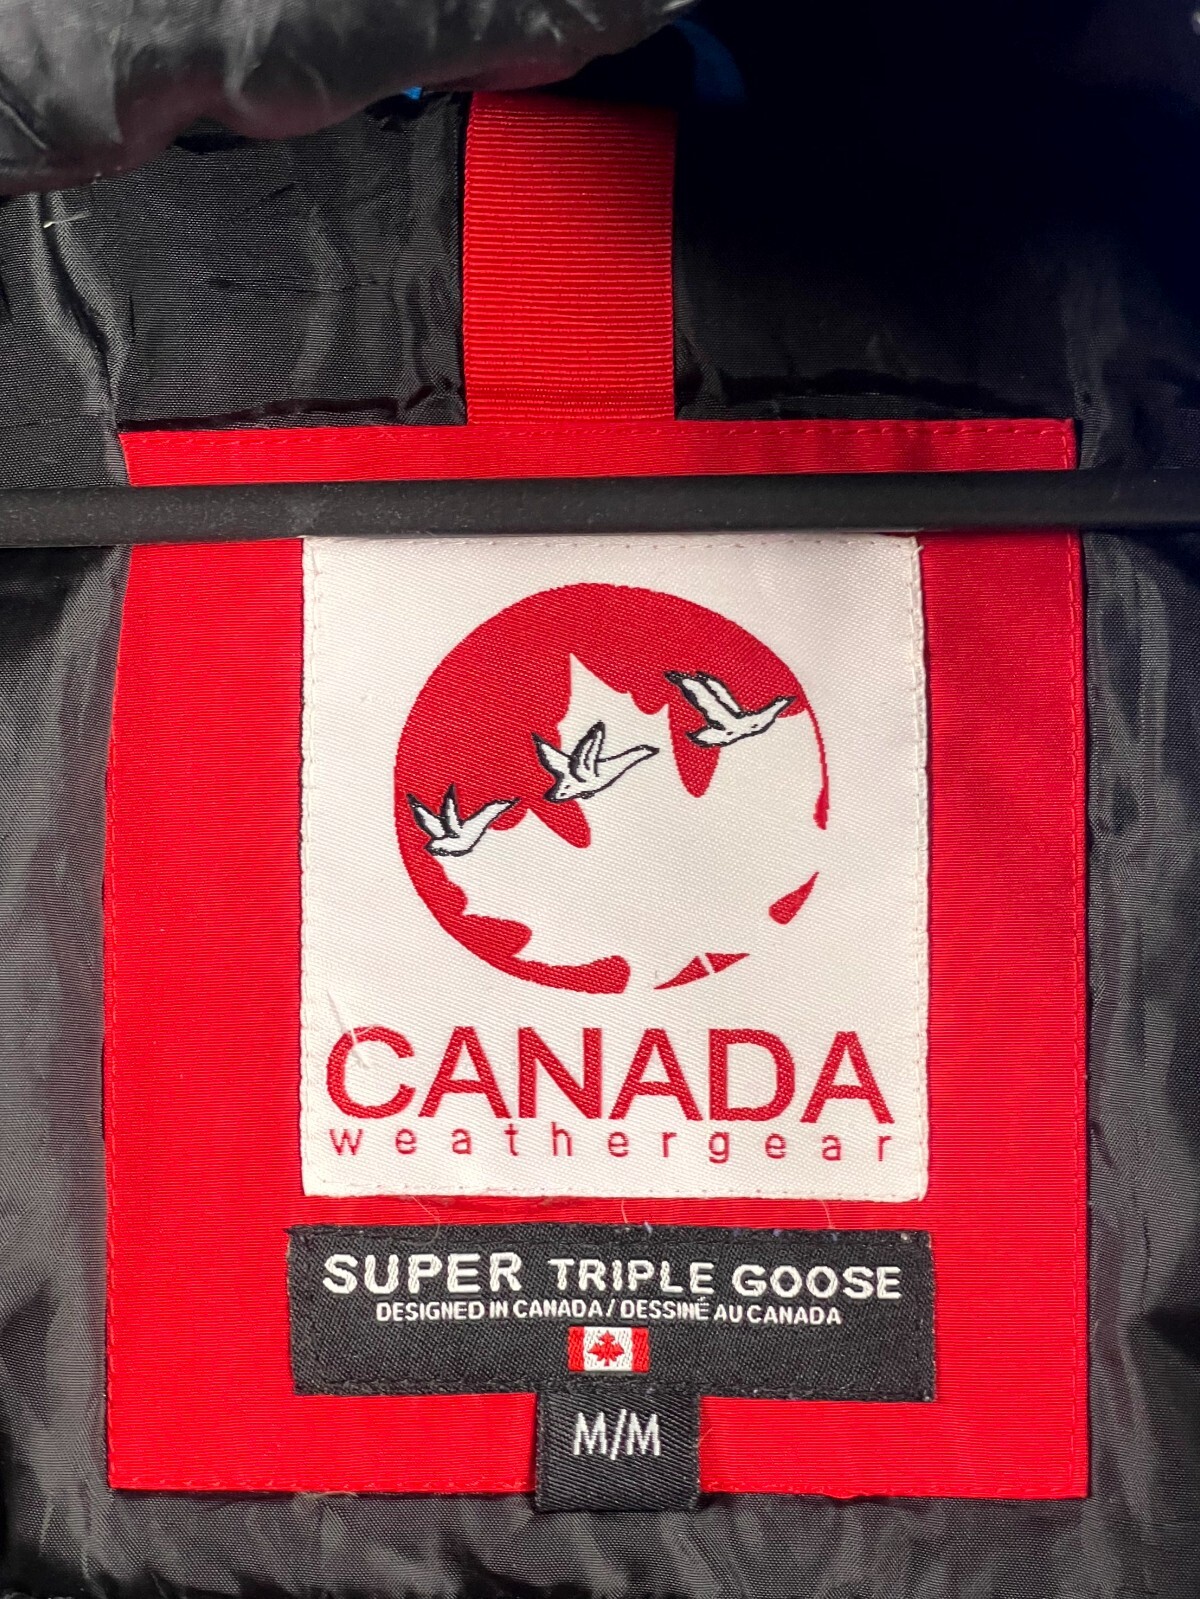 CANADA
weathergear
SUPER TRIPLE GOOSE
DESIGNED IN CANADA / DESSINÉ AU CANADA
M/M